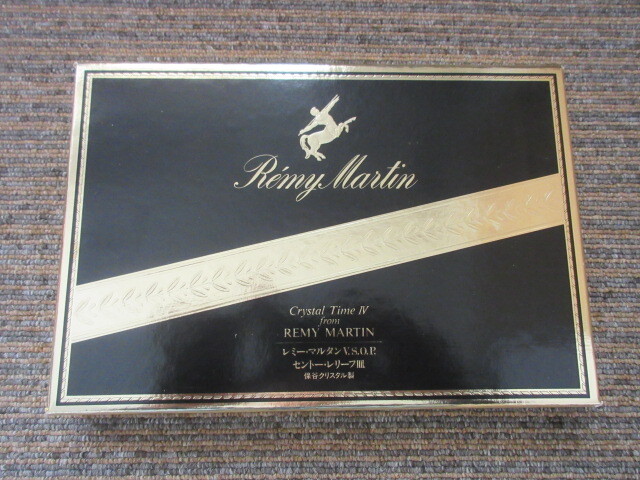 Rémy Martin
Crystal Time IV
from
REMY MARTIN
レミー・マルタンV.S.O.P.
セントー・レリーフ皿
保谷クリスタル製